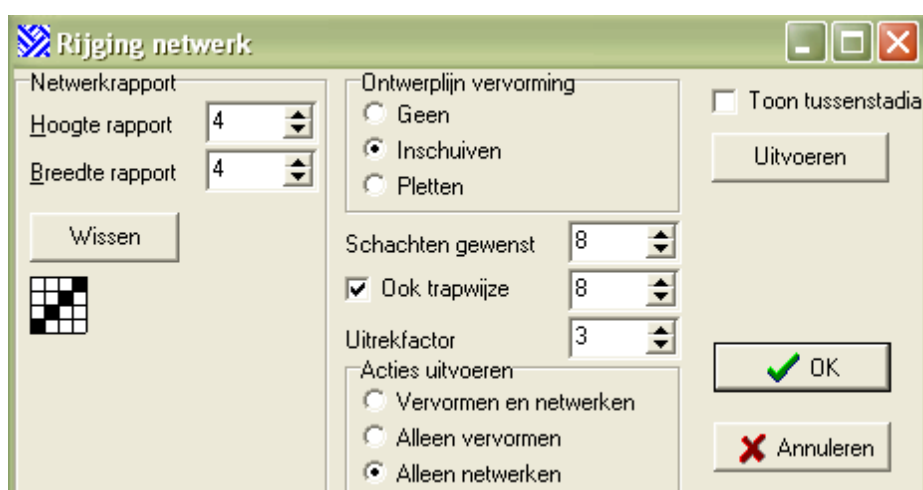 Rijging netwerk
Netwerkrapport
Hoogte rapport 4
Breedte rapport 4
Wissen
Ontwerplijn vervorming
Geen
Inschuiven
Pletten
Schachten gewenst 8
Ook trapwijze 8
Uitrekfactor 3
Acties uitvoeren
Vervormen en netwerken
Alleen vervormen
Alleen netwerken
Toon tussenstadia
Uitvoeren
OK
Annuleren